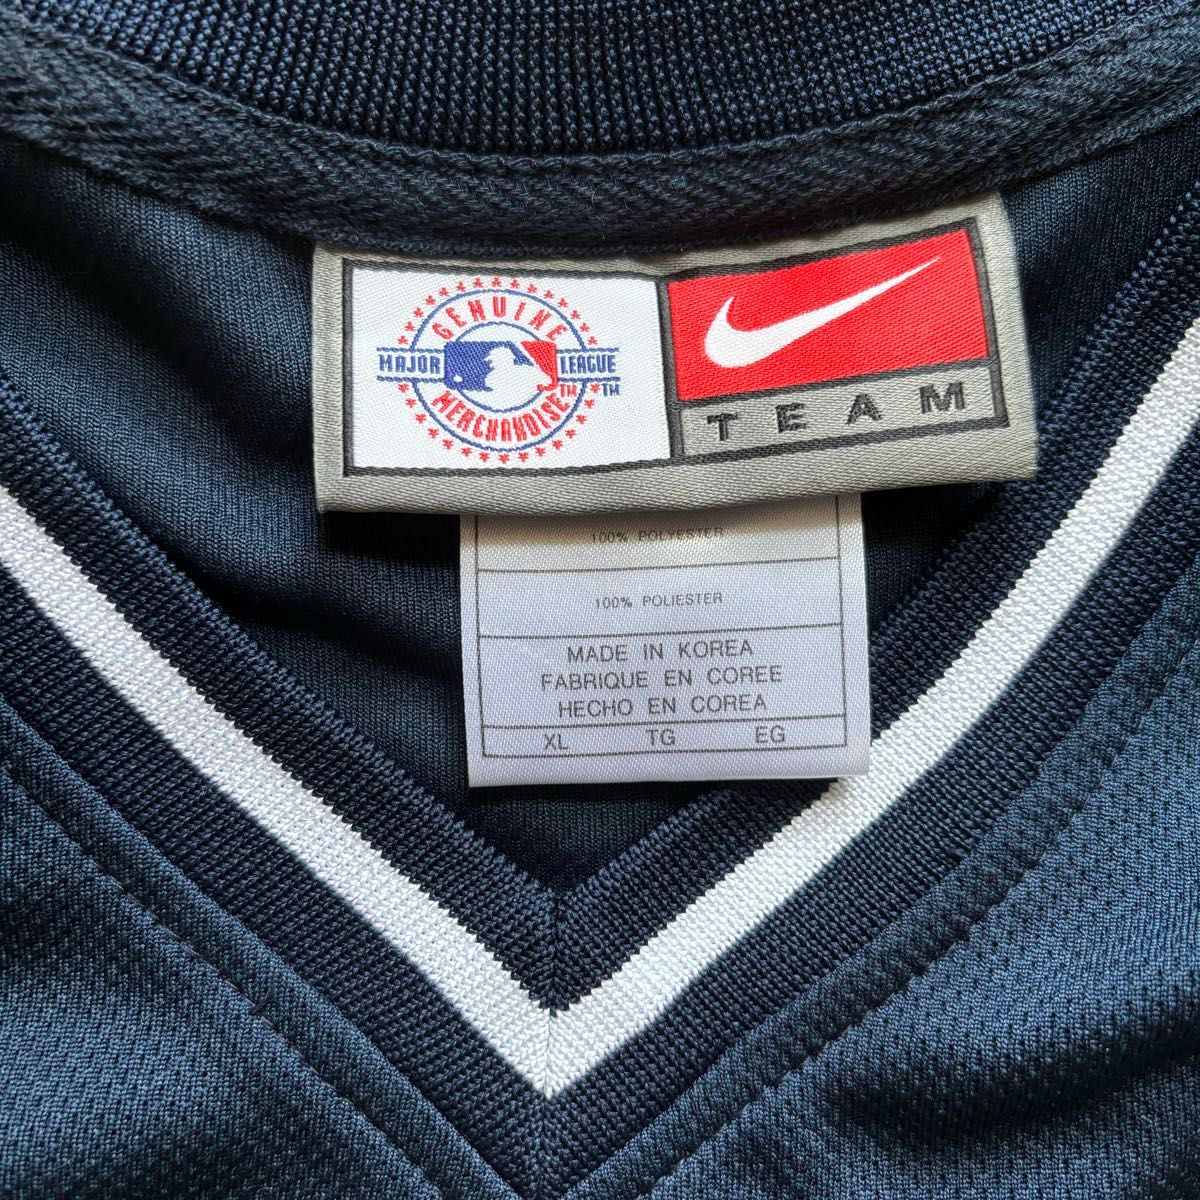 GENUINE
MAJOR LEAGUE TM
TM
MERCHANDISE
TEAM
100% POLYESTER
100% POLIESTER
MADE IN KOREA
FABRIQUE EN COREE
HECHO EN COREA
XL TG EG